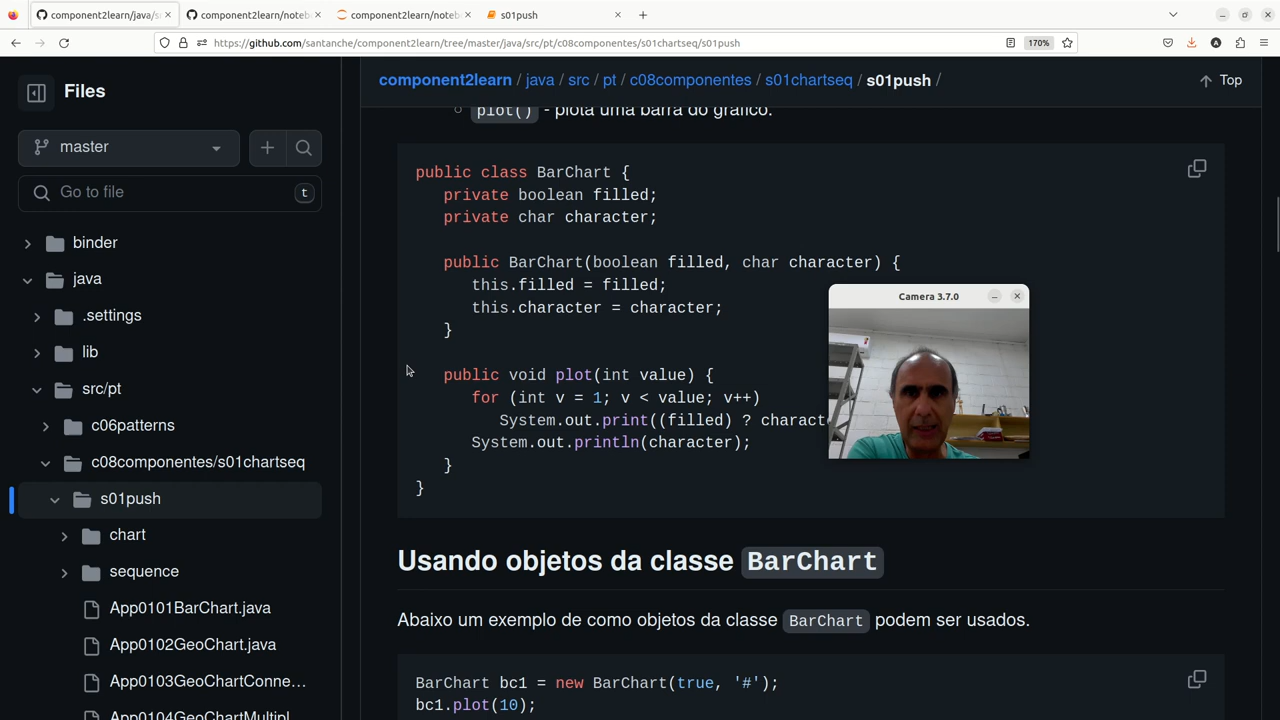 component2learn/java/s
component2learn/noteb
component2learn/noteb
s01push
https://github.com/santanche/component2learn/tree/master/java/src/pt/c08componentes/s01chartseq/s01push
170%
Files
component2learn / java / src / pt / c08componentes / s01chartseq / s01push /
Top
master
Go to file
t
binder
java
.settings
lib
src/pt
c06patterns
c08componentes/s01chartseq
s01push
chart
sequence
App0101BarChart.java
App0102GeoChart.java
App0103GeoChartConne...
App0104GeoChartMultipl
plot() - plota uma barra do gráfico.
public class BarChart {
private boolean filled;
private char character;
public BarChart(boolean filled, char character) {
this.filled = filled;
this.character = character;
}
public void plot(int value) {
for (int v = 1; v < value; v++)
System.out.print((filled) ? charact
System.out.println(character);
}
}
Camera 3.7.0
Usando objetos da classe BarChart
Abaixo um exemplo de como objetos da classe BarChart podem ser usados.
BarChart bc1 = new BarChart(true, '#');
bc1.plot(10);